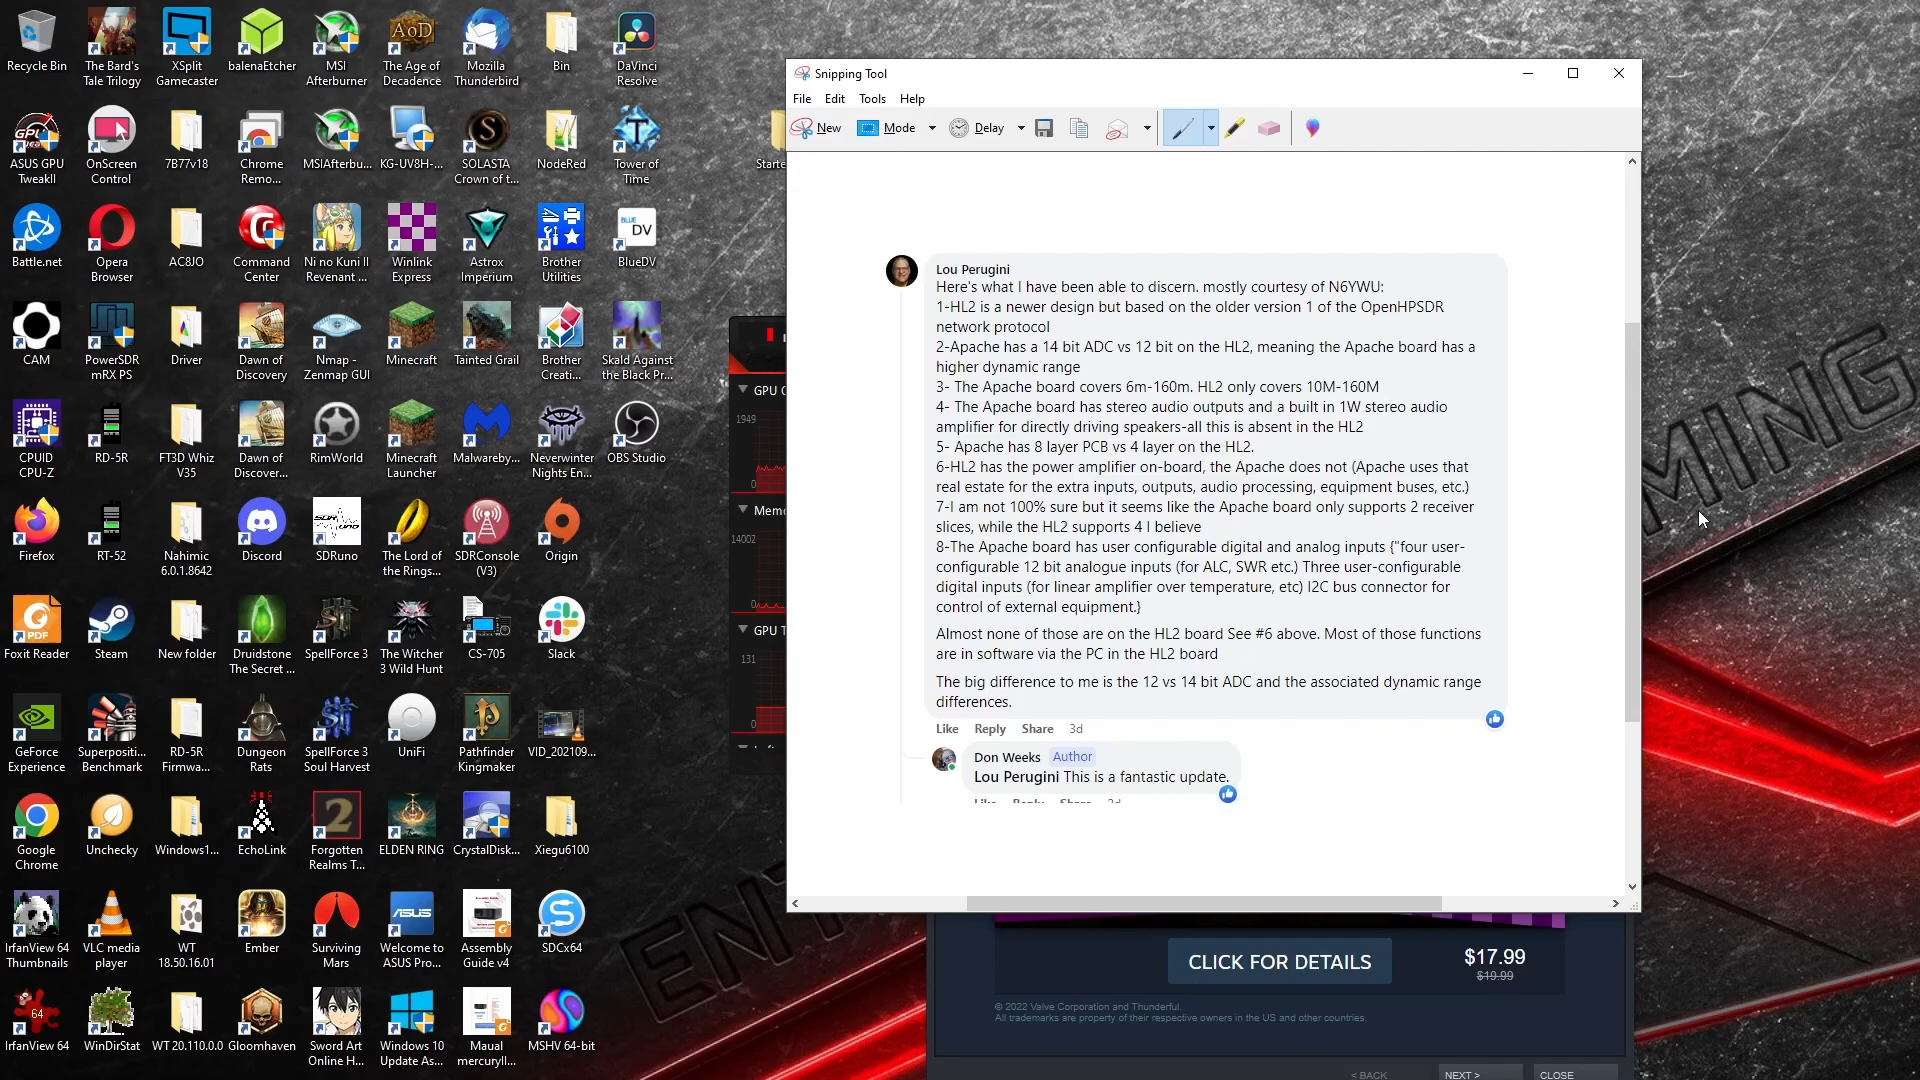 Recycle Bin
The Bard's
Tale Trilogy
XSplit
Gamecaster
balenaEtcher
MSI
Afterburner
AoD
The Age of
Decadence
Mozilla
Thunderbird
Bin
DaVinci
Resolve
ASUS GPU
TweakII
OnScreen
Control
7B77v18
Chrome
Remo...
MSIAfterbu...
KG-UV8H-...
SOLASTA
Crown of t...
NodeRed
Tower of
Time
Battle.net
Opera
Browser
AC8JO
Command
Center
Ni no Kuni II
Revenant ...
Winlink
Express
Astrox
Imperium
Brother
Utilities
BLUE
DV
BlueDV
CAM
PowerSDR
mRX PS
Driver
Dawn of
Discovery
Nmap -
Zenmap GUI
Minecraft
Tainted Grail
Brother
Creati...
Skald Against
the Black Pr...
CPUID
CPU-Z
RD-5R
FT3D Whiz
V35
Dawn of
Discover...
RimWorld
Minecraft
Launcher
Malwareby...
Neverwinter
Nights En...
OBS Studio
Firefox
RT-52
Nahimic
6.0.1.8642
Discord
SDRuno
The Lord of
the Rings...
SDRConsole
(V3)
Origin
PDF
Foxit Reader
Steam
New folder
Druidstone
The Secret ...
SpellForce 3
The Witcher
3 Wild Hunt
CS-705
Slack
GeForce
Experience
Superpositi...
Benchmark
RD-5R
Firmwa...
Dungeon
Rats
SpellForce 3
Soul Harvest
UniFi
Pathfinder
Kingmaker
VID_202109...
Google
Chrome
Unchecky
Windows1...
EchoLink
Forgotten
Realms T...
ELDEN RING
CrystalDisk...
Xiegu6100
IrfanView 64
Thumbnails
VLC media
player
WT
18.50.16.01
Ember
Surviving
Mars
Welcome to
ASUS Pro...
Assembly
Guide v4
SDCx64
64
IrfanView 64
WinDirStat
WT 20.110.0.0
Gloomhaven
Sword Art
Online H...
Windows 10
Update As...
Maual
mercuryll...
MSHV 64-bit
Starte
GPU
1949
0
14002
0
GPU T
131
0
Snipping Tool
File Edit Tools Help
New Mode Delay
Lou Perugini
Here's what I have been able to discern. mostly courtesy of N6YWU:
1-HL2 is a newer design but based on the older version 1 of the OpenHPSDR
network protocol
2-Apache has a 14 bit ADC vs 12 bit on the HL2, meaning the Apache board has a
higher dynamic range
3- The Apache board covers 6m-160m. HL2 only covers 10M-160M
4- The Apache board has stereo audio outputs and a built in 1W stereo audio
amplifier for directly driving speakers-all this is absent in the HL2
5- Apache has 8 layer PCB vs 4 layer on the HL2.
6-HL2 has the power amplifier on-board, the Apache does not (Apache uses that
real estate for the extra inputs, outputs, audio processing, equipment buses, etc.)
7-I am not 100% sure but it seems like the Apache board only supports 2 receiver
slices, while the HL2 supports 4 I believe
8-The Apache board has user configurable digital and analog inputs {"four user-
configurable 12 bit analogue inputs (for ALC, SWR etc.) Three user-configurable
digital inputs (for linear amplifier over temperature, etc) I2C bus connector for
control of external equipment.}
Almost none of those are on the HL2 board See #6 above. Most of those functions
are in software via the PC in the HL2 board
The big difference to me is the 12 vs 14 bit ADC and the associated dynamic range
differences.
Like Reply Share 3d
Don Weeks Author
Lou Perugini This is a fantastic update.
Like Reply Share
CLICK FOR DETAILS
$17.99
$19.99
© 2022 Valve Corporation and Thunderful.
All trademarks are property of their respective owners in the US and other countries.
< BACK NEXT > CLOSE